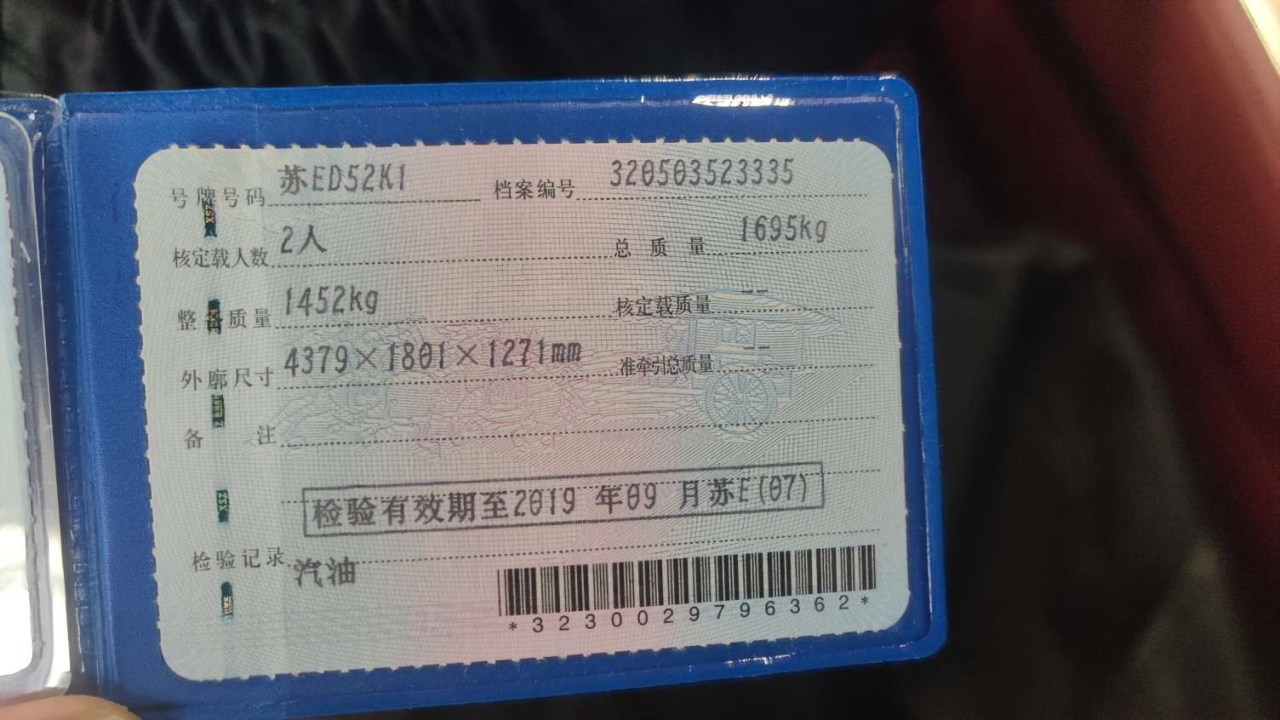 号牌号码 苏ED52K1 档案编号 320503523335
核定载人数 2人 总质量 1695kg
整备质量 1452kg 核定载质量 --
外廓尺寸 4379×1801×1271mm 准牵引总质量 --
备注
检验有效期至2019 年09 月苏E(07)
检验记录 汽油
*3230029796362*